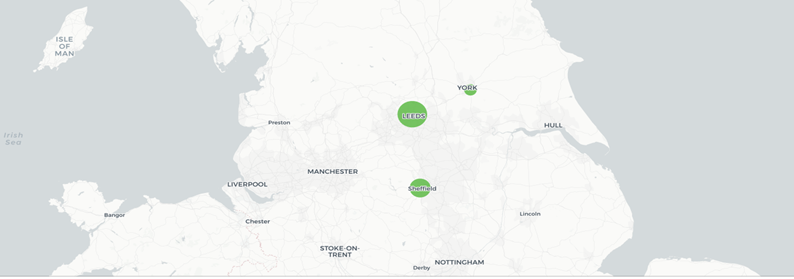 ISLE
OF
MAN
YORK
LEEDS
Preston
HULL
Irish
Sea
MANCHESTER
LIVERPOOL
Sheffield
Bangor
Chester
Lincoln
STOKE-ON-
TRENT
Derby
NOTTINGHAM